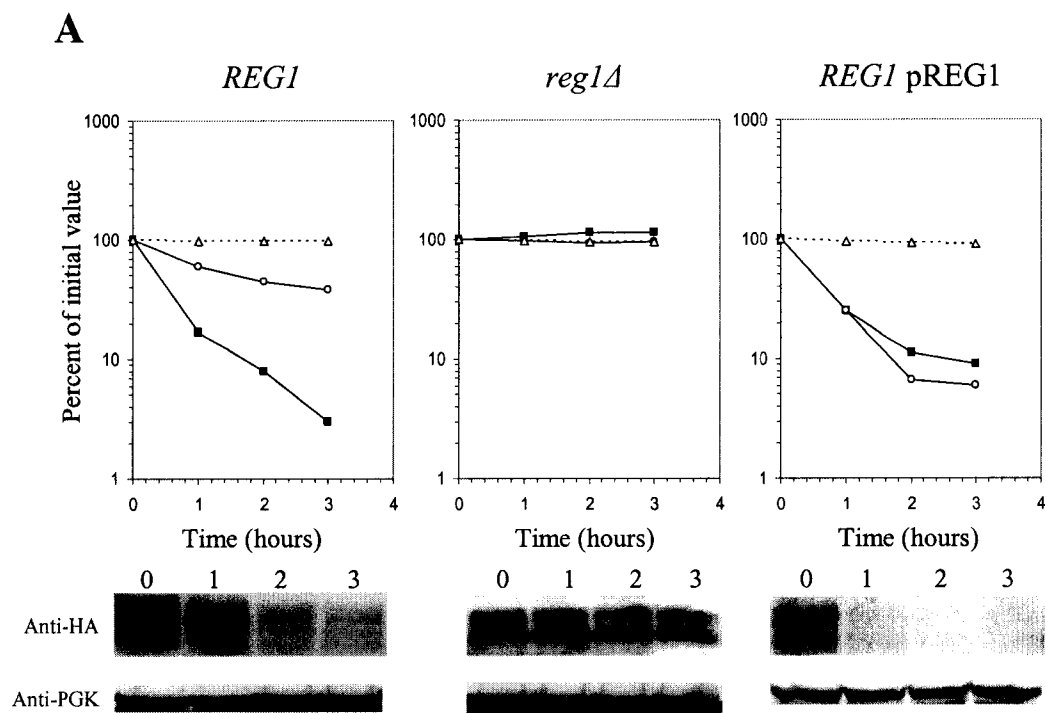 A
REG1 reg1Δ REG1 pREG1
Percent of initial value
1000 1000 1000
100 100 100
10 10 10
1 1 1
0 1 2 3 4 0 1 2 3 4 0 1 2 3 4
Time (hours) Time (hours) Time (hours)
0 1 2 3 0 1 2 3 0 1 2 3
Anti-HA
Anti-PGK